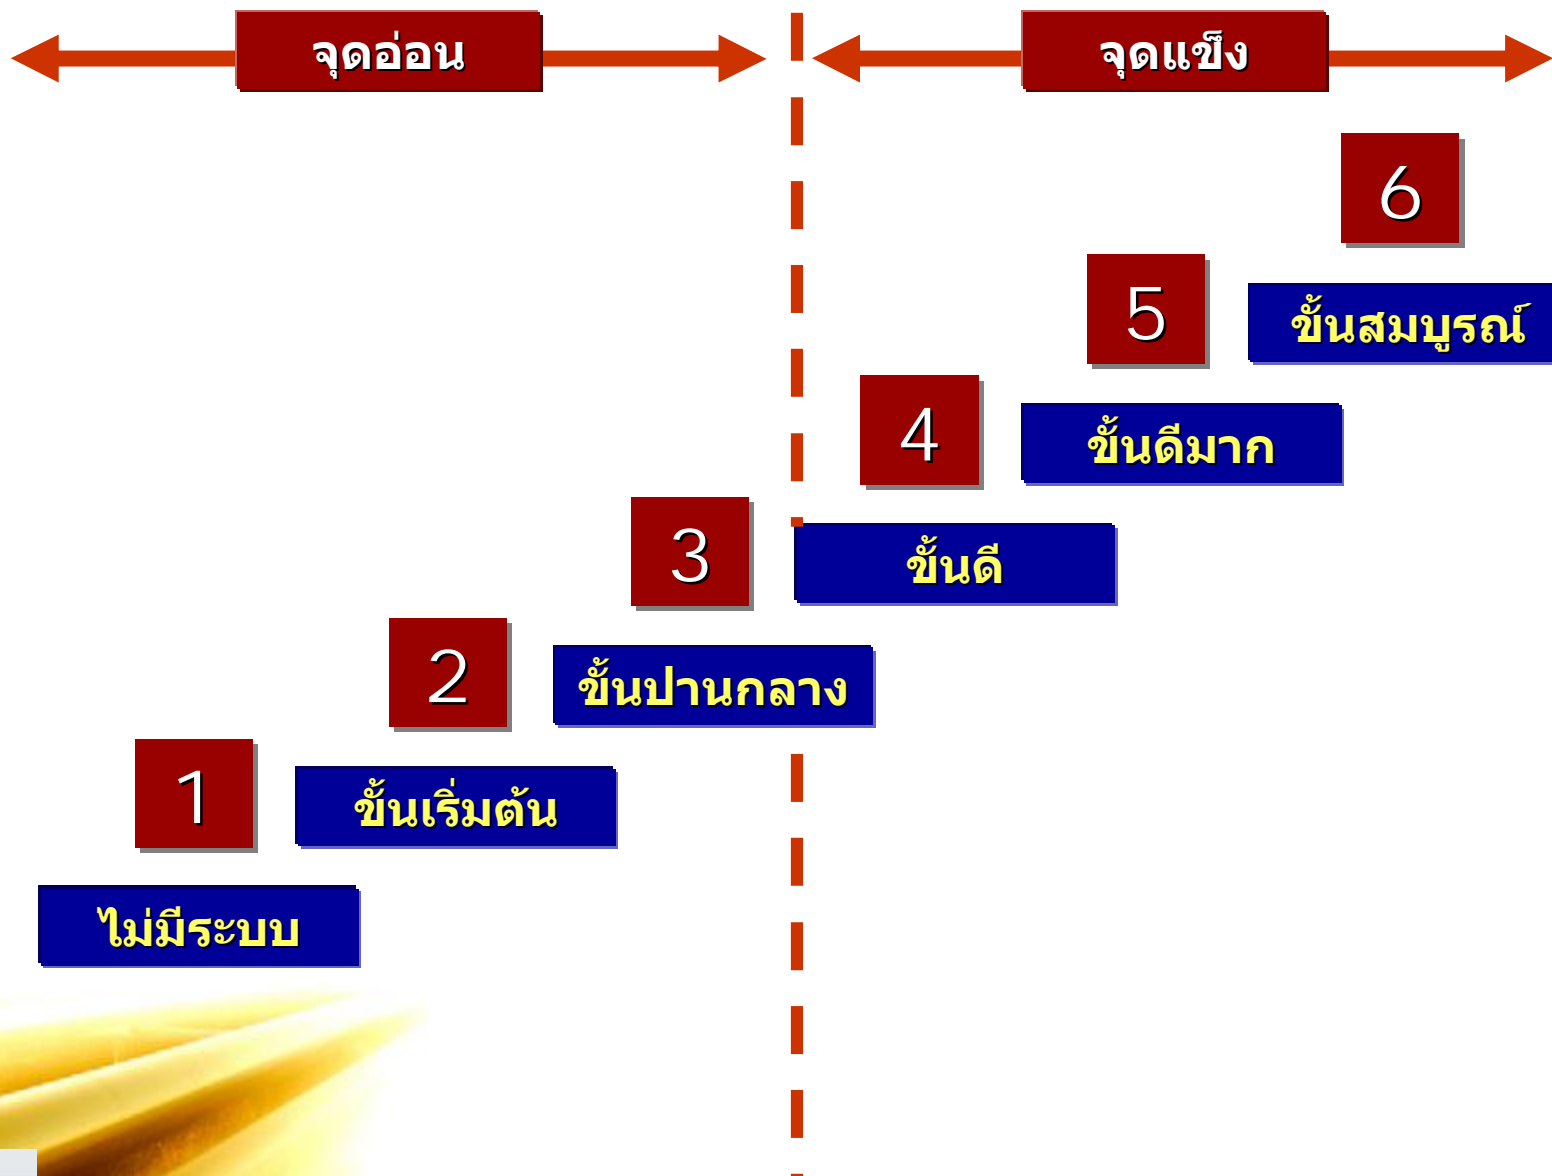 จุดอ่อน
จุดแข็ง
6
ขั้นสมบูรณ์
5
ขั้นดีมาก
4
ขั้นดี
3
ขั้นปานกลาง
2
ขั้นเริ่มต้น
1
ไม่มีระบบ